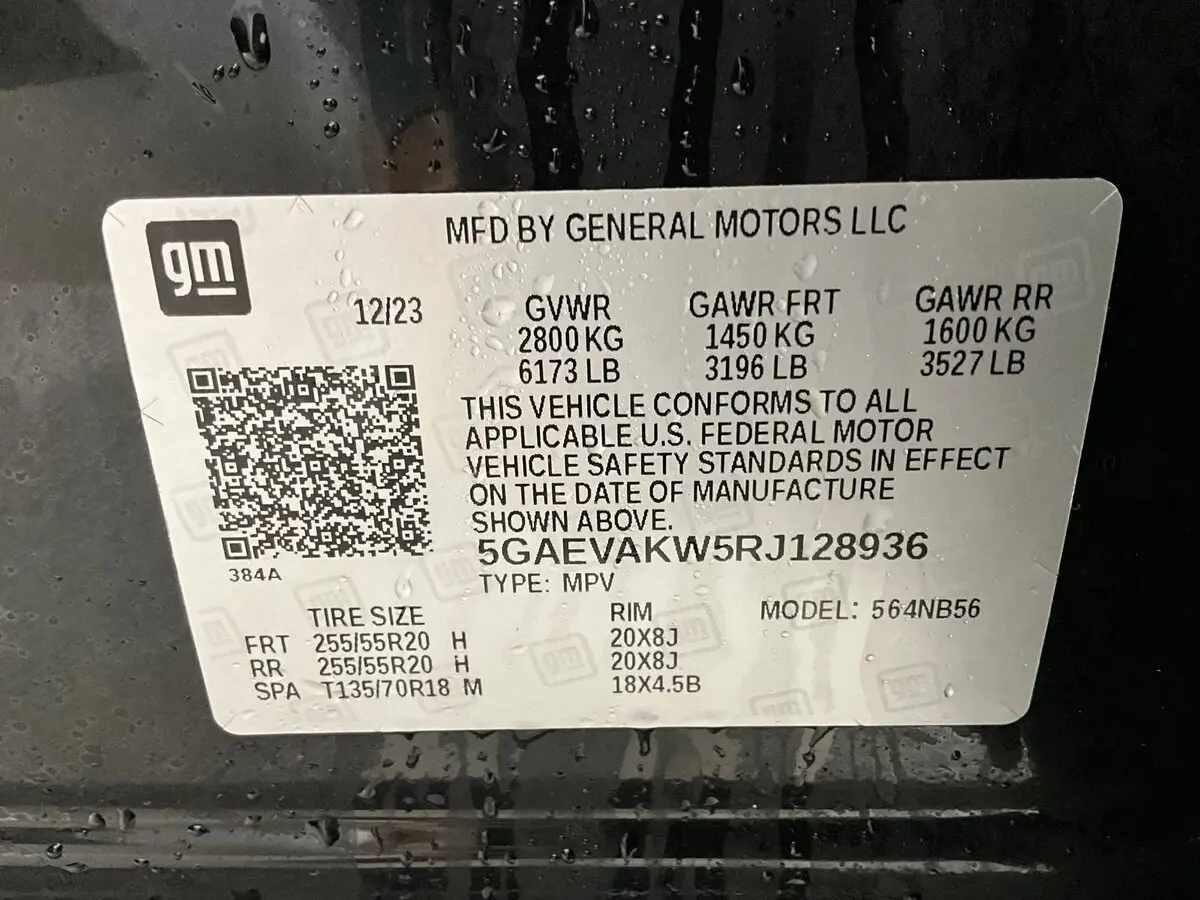 gm
MFD BY GENERAL MOTORS LLC
12/23
GVWR GAWR FRT GAWR RR
2800 KG 1450 KG 1600 KG
6173 LB 3196 LB 3527 LB
THIS VEHICLE CONFORMS TO ALL
APPLICABLE U.S. FEDERAL MOTOR
VEHICLE SAFETY STANDARDS IN EFFECT
ON THE DATE OF MANUFACTURE
SHOWN ABOVE.
5GAEVAKW5RJ128936
384A
TYPE: MPV
TIRE SIZE RIM MODEL: 564NB56
FRT 255/55R20 H 20X8J
RR 255/55R20 H 20X8J
SPA T135/70R18 M 18X4.5B